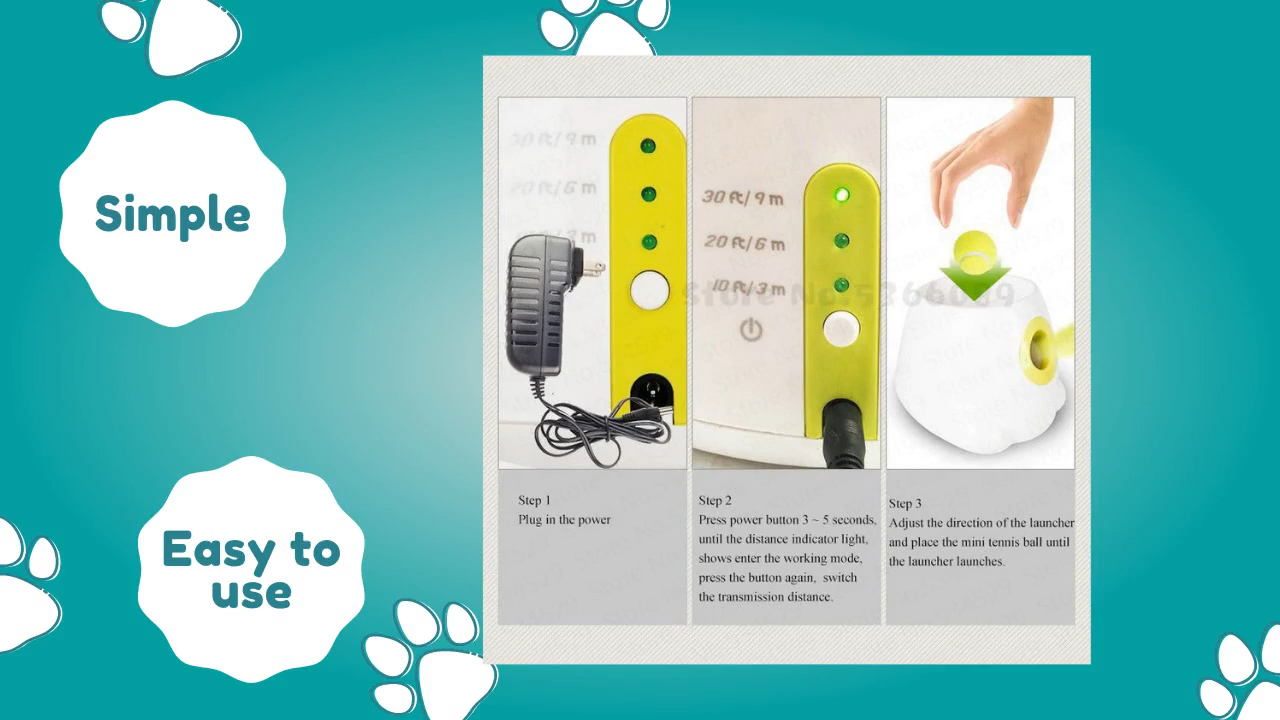 Simple
Easy to
use
30 ft/ 9 m
20 ft/ 6 m
3 m
30 ft/ 9 m
20 ft/ 6 m
10 ft/ 3 m
Step 1
Plug in the power
Step 2
Press power button 3 ~ 5 seconds,
until the distance indicator light,
shows enter the working mode,
press the button again, switch
the transmission distance.
Step 3
Adjust the direction of the launcher
and place the mini tennis ball until
the launcher launches.